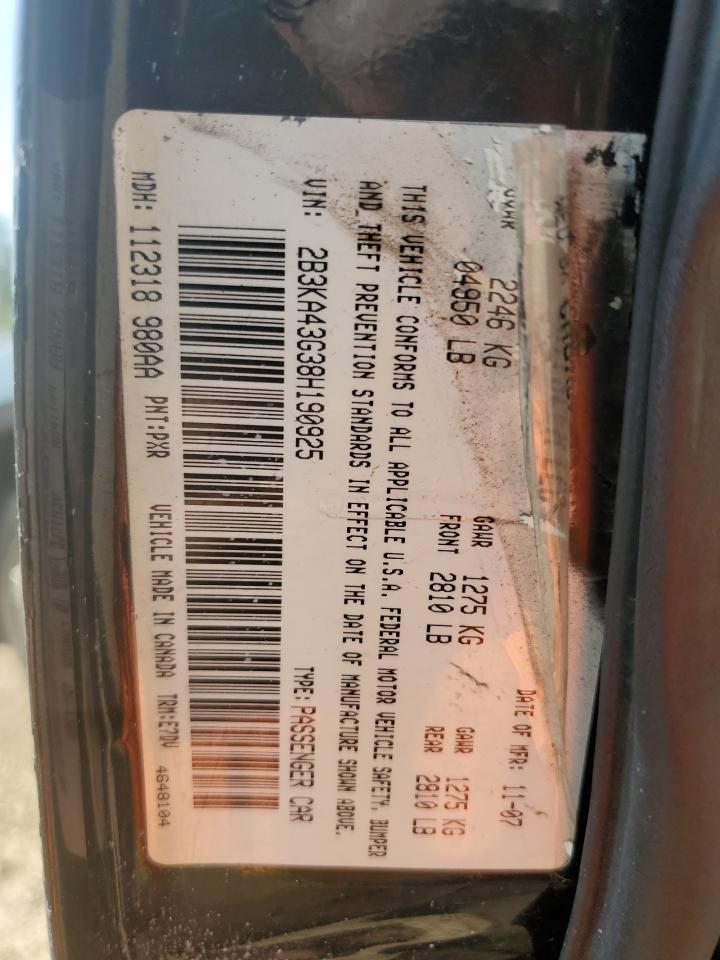 DATE OF MFR: 11-07
GVWR 2246 KG GAWR 1275 KG GAWR 1275 KG
04950 LB FRONT 2810 LB REAR 2810 LB
THIS VEHICLE CONFORMS TO ALL APPLICABLE U.S.A. FEDERAL MOTOR VEHICLE SAFETY, BUMPER
AND THEFT PREVENTION STANDARDS IN EFFECT ON THE DATE OF MANUFACTURE SHOWN ABOVE.
VIN: 2B3KA43G38H190925 TYPE: PASSENGER CAR
MDH: 112318 980AA PNT:PXR VEHICLE MADE IN CANADA TRM:E7DV 4648104